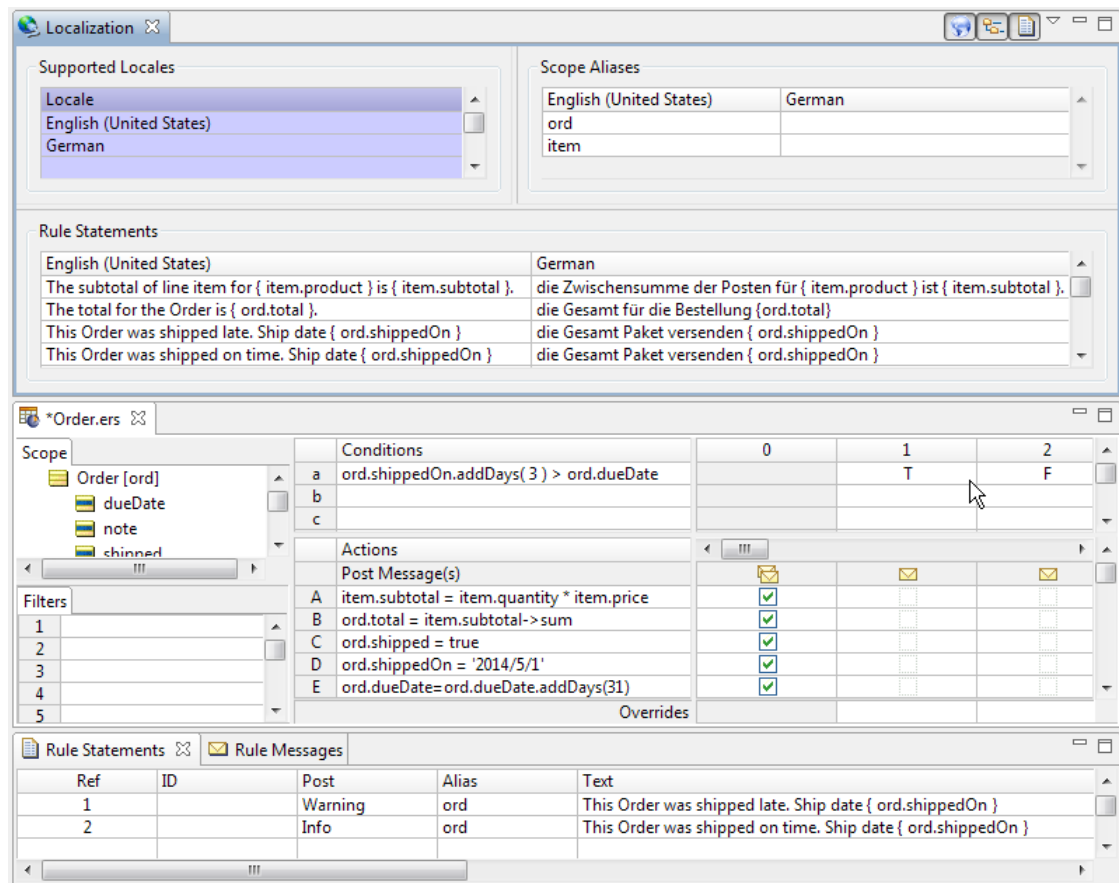 Localization
Supported Locales
Locale
English (United States)
German
Scope Aliases
English (United States) German
ord
item
Rule Statements
English (United States) German
The subtotal of line item for { item.product } is { item.subtotal }. die Zwischensumme der Posten für { item.product } ist { item.subtotal }.
The total for the Order is { ord.total }. die Gesamt für die Bestellung {ord.total}
This Order was shipped late. Ship date { ord.shippedOn } die Gesamt Paket versenden { ord.shippedOn }
This Order was shipped on time. Ship date { ord.shippedOn } die Gesamt Paket versenden { ord.shippedOn }
*Order.ers
Scope
Order [ord]
dueDate
note
shipped
Filters
1
2
3
4
5
Conditions 0 1 2
a ord.shippedOn.addDays( 3 ) > ord.dueDate T F
b
c
Actions
Post Message(s)
A item.subtotal = item.quantity * item.price
B ord.total = item.subtotal->sum
C ord.shipped = true
D ord.shippedOn = '2014/5/1'
E ord.dueDate=ord.dueDate.addDays(31)
Overrides
Rule Statements Rule Messages
Ref ID Post Alias Text
1 Warning ord This Order was shipped late. Ship date { ord.shippedOn }
2 Info ord This Order was shipped on time. Ship date { ord.shippedOn }